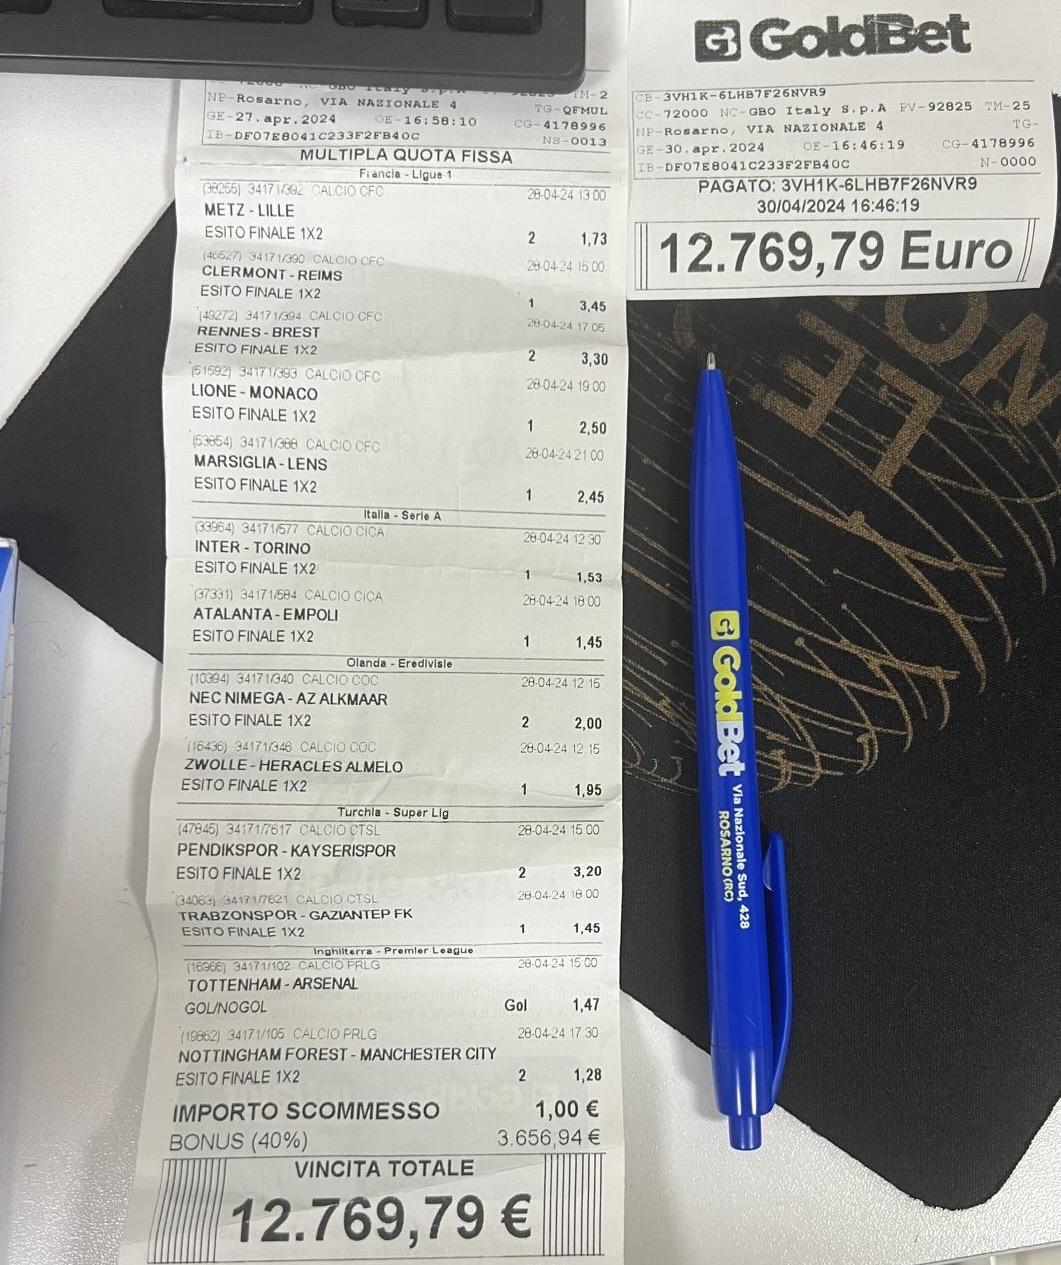 GoldBet
CB-3VH1K-6LHB7F26NVR9
CC-72000 NC-GBO Italy S.p.A PV-92825 TM-25
NP-Rosarno, VIA NAZIONALE 4 TG-
GE-30.apr.2024 OE-16:46:19 CG-4178996
IB-DF07E8041C233F2FB40C N-0000
PAGATO: 3VH1K-6LHB7F26NVR9
30/04/2024 16:46:19
12.769,79 Euro
TM-2
NP-Rosarno, VIA NAZIONALE 4 TG-QFMUL
GE-27.apr.2024 OE-16:58:10 CG-4178996
IB-DF07E8041C233F2FB40C NS-0013
MULTIPLA QUOTA FISSA
Francia - Ligue 1
(38255) 34171/392 CALCIO CFC 28-04-24 13:00
METZ - LILLE
ESITO FINALE 1X2 2 1,73
(46527) 34171/390 CALCIO CFC 28-04-24 15:00
CLERMONT - REIMS
ESITO FINALE 1X2 1 3,45
(49272) 34171/394 CALCIO CFC 28-04-24 17:05
RENNES - BREST
ESITO FINALE 1X2 2 3,30
(51592) 34171/393 CALCIO CFC 28-04-24 19:00
LIONE - MONACO
ESITO FINALE 1X2 1 2,50
(53854) 34171/388 CALCIO CFC 28-04-24 21:00
MARSIGLIA - LENS
ESITO FINALE 1X2 1 2,45
Italia - Serie A
(33964) 34171/577 CALCIO CICA 28-04-24 12:30
INTER - TORINO
ESITO FINALE 1X2 1 1,53
(37331) 34171/584 CALCIO CICA 28-04-24 18:00
ATALANTA - EMPOLI
ESITO FINALE 1X2 1 1,45
Olanda - Eredivisie
(10394) 34171/340 CALCIO COC 28-04-24 12:15
NEC NIMEGA - AZ ALKMAAR
ESITO FINALE 1X2 2 2,00
(16436) 34171/346 CALCIO COC 28-04-24 12:15
ZWOLLE - HERACLES ALMELO
ESITO FINALE 1X2 1 1,95
Turchia - Super Lig
(47845) 34171/7617 CALCIO CTSL 28-04-24 15:00
PENDIKSPOR - KAYSERISPOR
ESITO FINALE 1X2 2 3,20
(34063) 34171/7621 CALCIO CTSL 28-04-24 18:00
TRABZONSPOR - GAZIANTEP FK
ESITO FINALE 1X2 1 1,45
Inghilterra - Premier League
(16966) 34171/102 CALCIO PRLG 28-04-24 15:00
TOTTENHAM - ARSENAL
GOL/NOGOL Gol 1,47
(19862) 34171/105 CALCIO PRLG 28-04-24 17:30
NOTTINGHAM FOREST - MANCHESTER CITY
ESITO FINALE 1X2 2 1,28
IMPORTO SCOMMESSO 1,00 €
BONUS (40%) 3.656,94 €
VINCITA TOTALE
12.769,79 €
GoldBet
Via Nazionale Sud, 428
ROSARNO (RC)